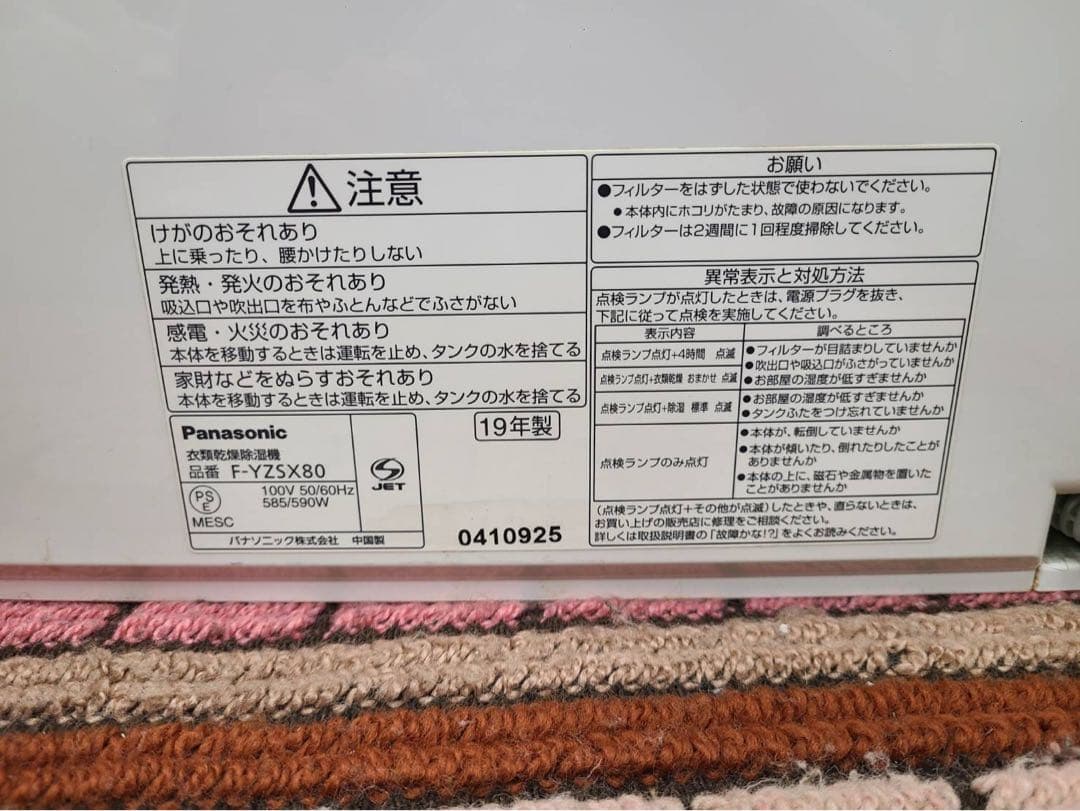 注意
けがのおそれあり
上に乗ったり、腰かけたりしない
発熱・発火のおそれあり
吸込口や吹出口を布やふとんなどでふさがない
感電・火災のおそれあり
本体を移動するときは運転を止め、タンクの水を捨てる
家財などをぬらすおそれあり
本体を移動するときは運転を止め、タンクの水を捨てる
Panasonic
衣類乾燥除湿機
品番 F-YZSX80
PS
E
100V 50/60Hz
585/590W
MESC
パナソニック株式会社 中国製
S
JET
19年製
0410925
お願い
●フィルターをはずした状態で使わないでください。
●本体内にホコリがたまり、故障の原因になります。
●フィルターは2週間に1回程度掃除してください。
異常表示と対処方法
点検ランプが点灯したときは、電源プラグを抜き、
下記に従って点検を実施してください。
表示内容 調べるところ
点検ランプ点灯+4時間 点滅
●フィルターが目詰まりしていませんか
●吹出口や吸込口がふさがっていませんか
点検ランプ点灯+衣類乾燥 おまかせ 点滅
●お部屋の湿度が低すぎませんか
点検ランプ点灯+除湿 標準 点滅
●お部屋の湿度が低すぎませんか
●タンクふたをつけ忘れていませんか
点検ランプのみ点灯
●本体が、転倒していませんか
●本体が傾いたり、倒れたりしたことが
ありませんか
●本体の上に、磁石や金属物を置いた
ことがありませんか
(点検ランプ点灯+その他が点滅)したときや、直らないときは、
お買い上げの販売店に修理をご相談ください。
詳しくは取扱説明書の「故障かな!?」をよくお読みください。